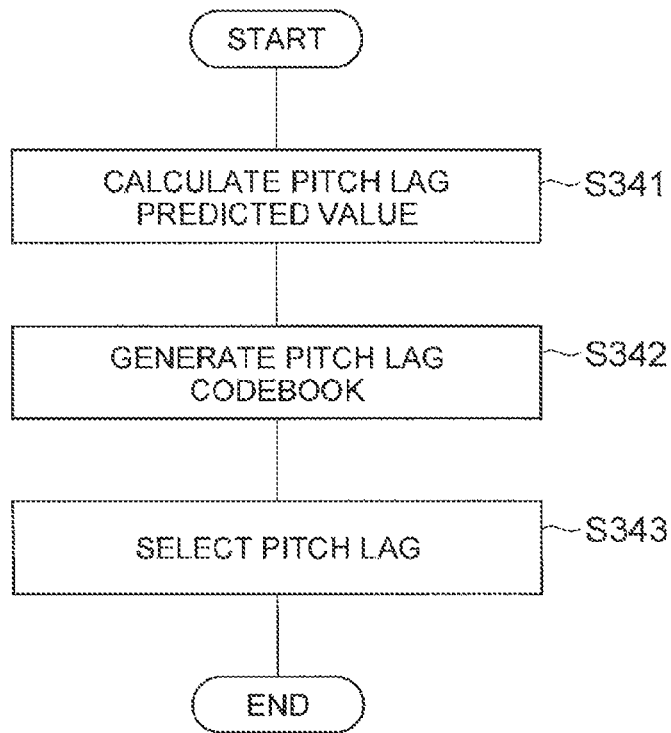 START
CALCULATE PITCH LAG
PREDICTED VALUE
S341
GENERATE PITCH LAG
CODEBOOK
S342
SELECT PITCH LAG
S343
END